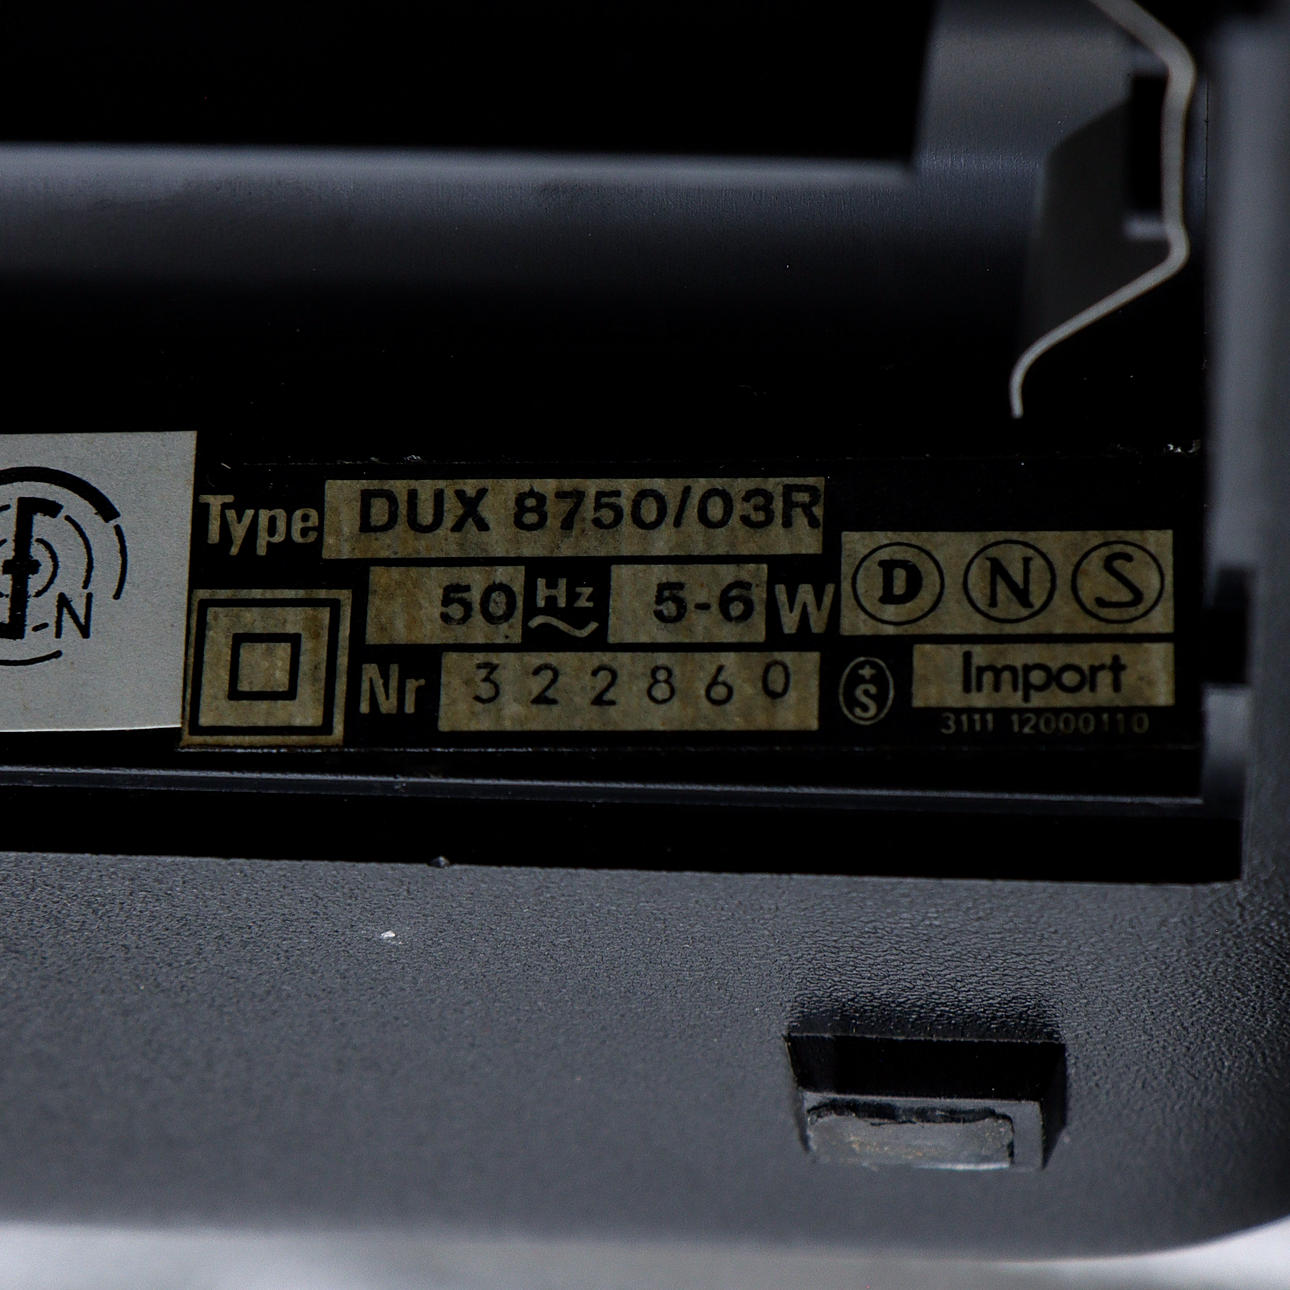 Type DUX 8750/03R
50 Hz 5-6 W
D N S
Nr 322860
S
Import
3111 12000110
N